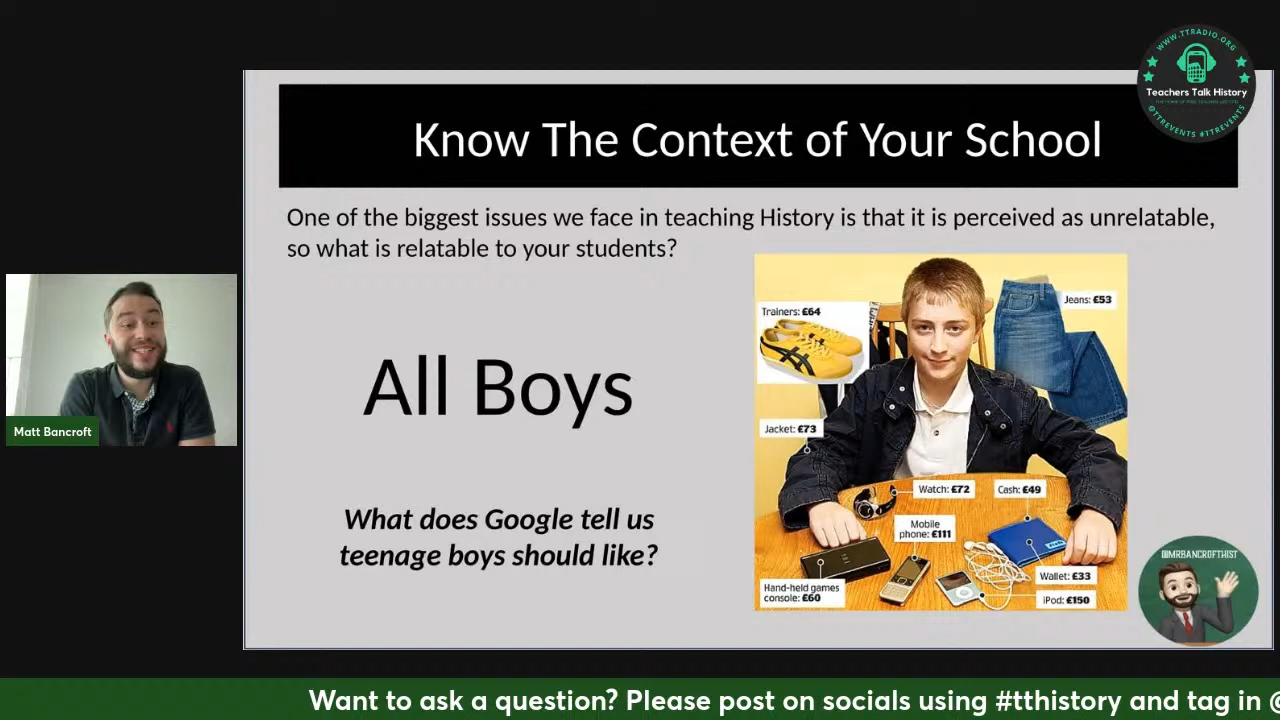 WWW.TTRADIO.ORG
Teachers Talk History
@TTREVENTS #TTREVENTS
Know The Context of Your School
One of the biggest issues we face in teaching History is that it is perceived as unrelatable,
so what is relatable to your students?
Trainers: £64
Jeans: £53
All Boys
Jacket: £73
Watch: £72
Cash: £49
Mobile
phone: £111
What does Google tell us
teenage boys should like?
Hand-held games
console: £60
Wallet: £33
iPod: £150
@MRBANCROFTHIST
Matt Bancroft
Want to ask a question? Please post on socials using #tthistory and tag in @